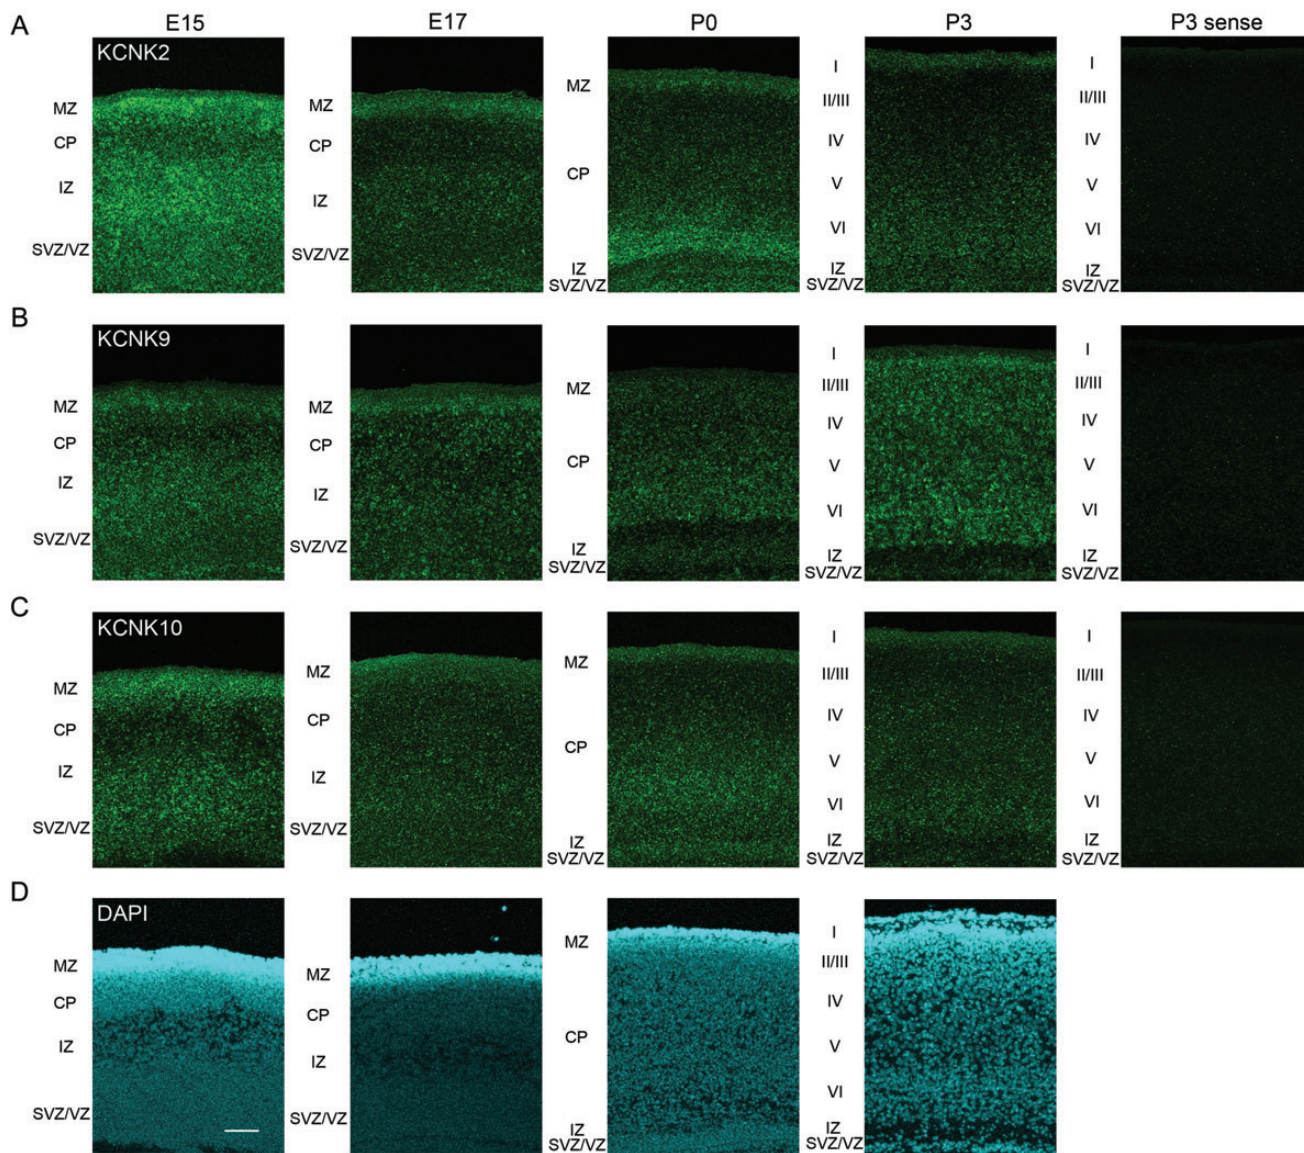 A E15 E17 P0 P3 P3 sense
KCNK2
MZ
CP
IZ
SVZ/VZ
MZ
CP
IZ
SVZ/VZ
MZ
CP
IZ
SVZ/VZ
I
II/III
IV
V
VI
IZ
SVZ/VZ
I
II/III
IV
V
VI
IZ
SVZ/VZ
B
KCNK9
MZ
CP
IZ
SVZ/VZ
MZ
CP
IZ
SVZ/VZ
MZ
CP
IZ
SVZ/VZ
I
II/III
IV
V
VI
IZ
SVZ/VZ
I
II/III
IV
V
VI
IZ
SVZ/VZ
C
KCNK10
MZ
CP
IZ
SVZ/VZ
MZ
CP
IZ
SVZ/VZ
MZ
CP
IZ
SVZ/VZ
I
II/III
IV
V
VI
IZ
SVZ/VZ
I
II/III
IV
V
VI
IZ
SVZ/VZ
D
DAPI
MZ
CP
IZ
SVZ/VZ
MZ
CP
IZ
SVZ/VZ
MZ
CP
IZ
SVZ/VZ
I
II/III
IV
V
VI
IZ
SVZ/VZ